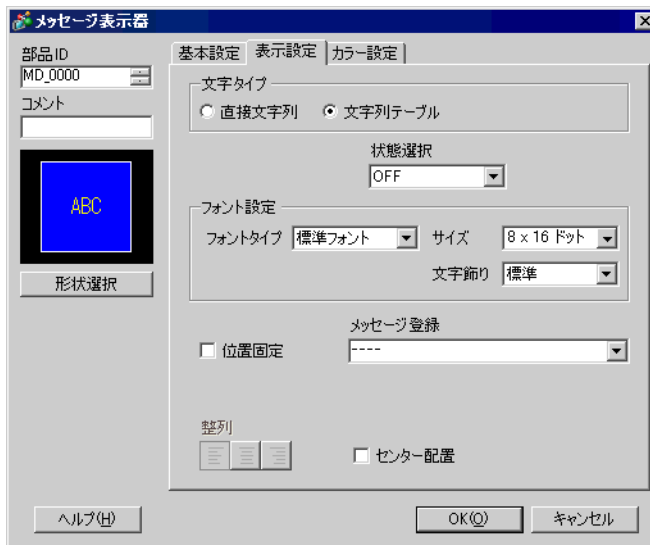 メッセージ表示器
部品ID
MD_0000
コメント
ABC
形状選択
基本設定 表示設定 カラー設定
文字タイプ
直接文字列 文字列テーブル
状態選択
OFF
フォント設定
フォントタイプ 標準フォント サイズ 8 x 16 ドット
文字飾り 標準
メッセージ登録
位置固定 ----
整列
センター配置
ヘルプ(H) OK(O) キャンセル